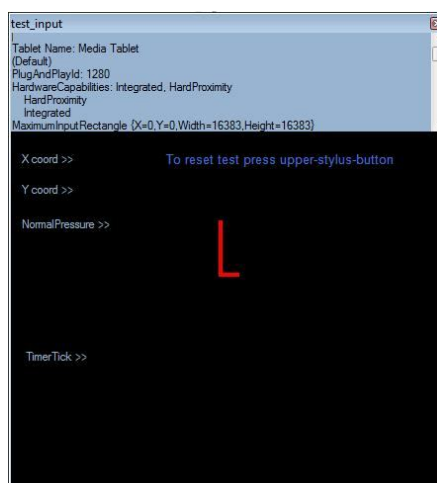 test_input
Tablet Name: Media Tablet
(Default)
PlugAndPlayId: 1280
HardwareCapabilities: Integrated, HardProximity
HardProximity
Integrated
MaximumInputRectangle {X=0,Y=0,Width=16383,Height=16383}
X coord >> To reset test press upper-stylus-button
Y coord >>
NormalPressure >>
L
TimerTick >>